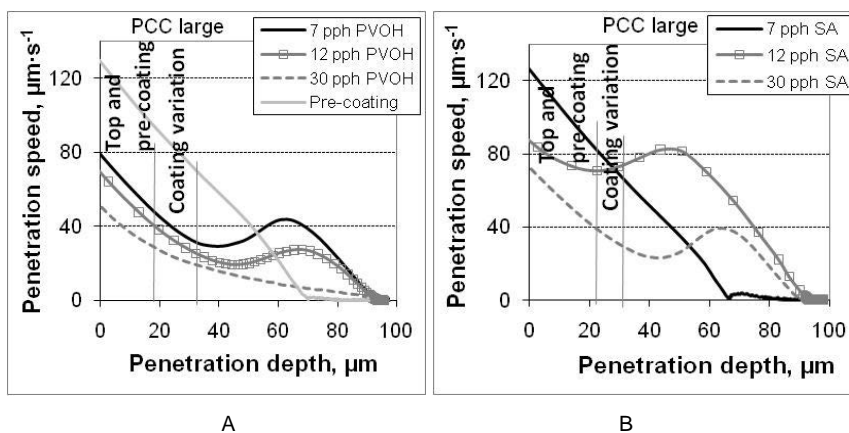 PCC large
7 pph PVOH
12 pph PVOH
30 pph PVOH
Pre-coating
Penetration speed, µm·s⁻¹
120
80
40
0
Top and
pre-coating
Coating variation
0 20 40 60 80 100
Penetration depth, µm
A
PCC large
7 pph SA
12 pph SA
30 pph SA
Penetration speed, µm·s⁻¹
120
80
40
0
Top and
pre-coating
Coating variation
0 20 40 60 80 100
Penetration depth, µm
B